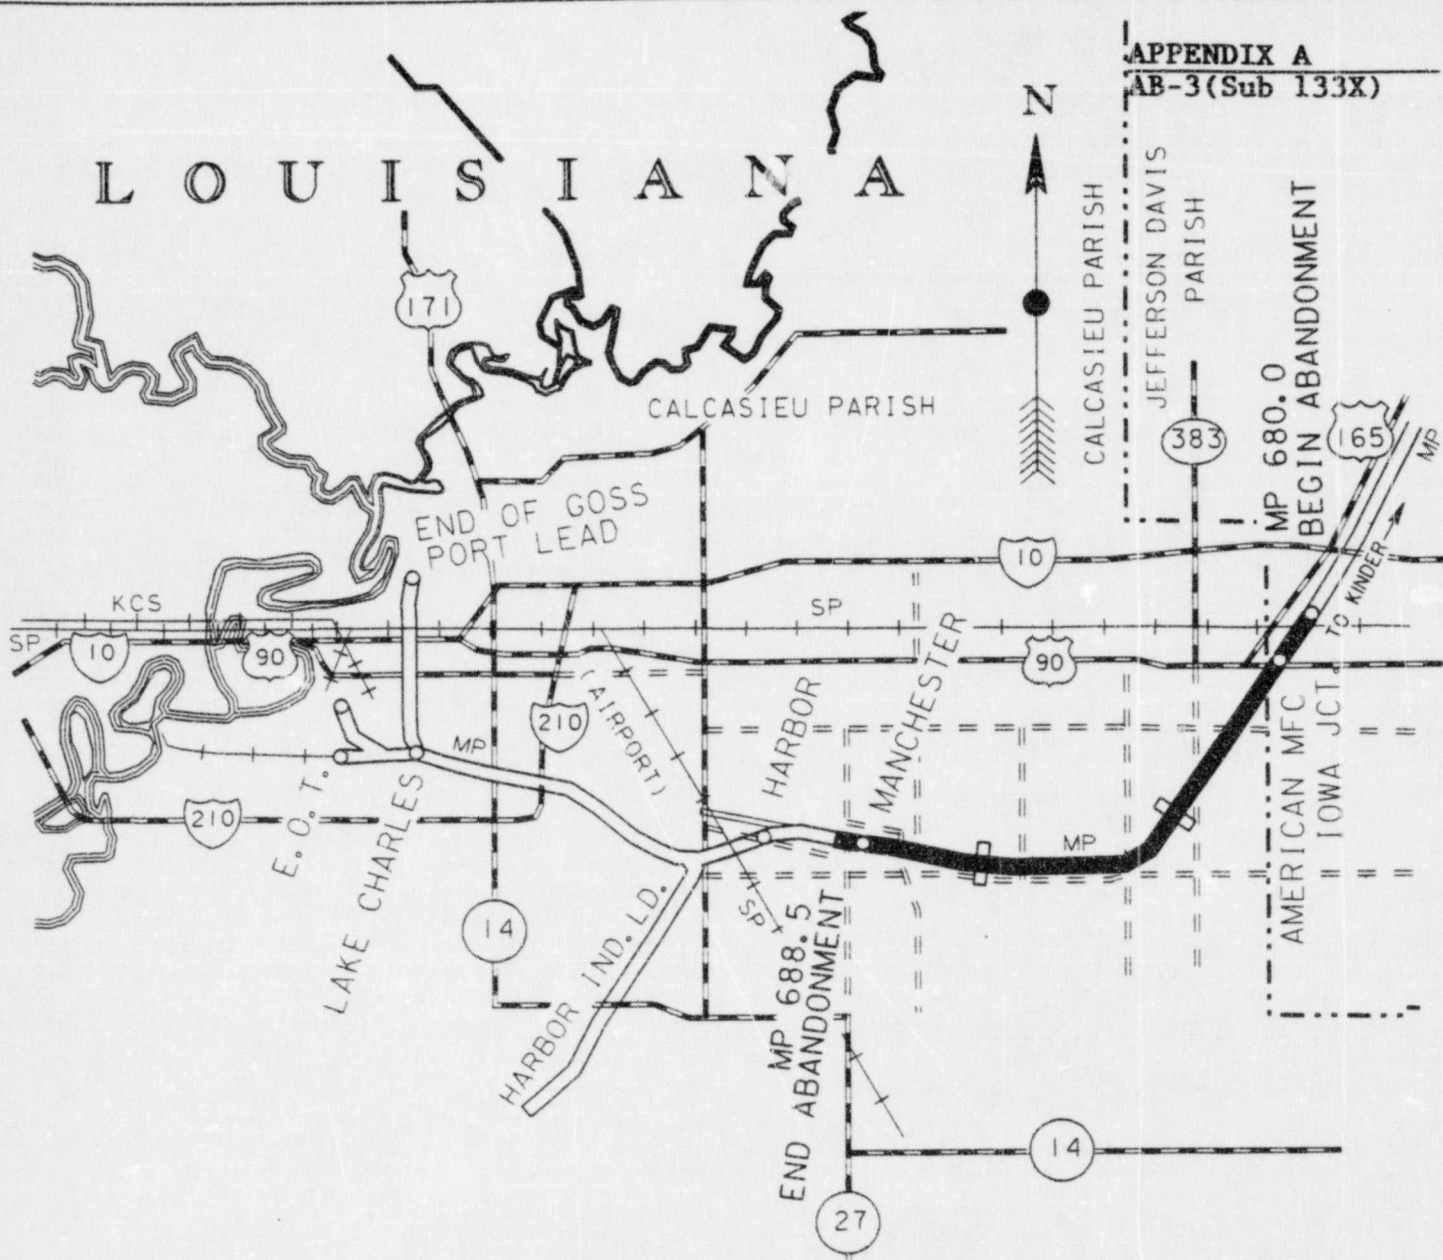 APPENDIX A
AB-3(Sub 133X)
N
LOUISIANA
CALCASIEU PARISH
JEFFERSON DAVIS
PARISH
MP 680.0
BEGIN ABANDONMENT
171
CALCASIEU PARISH
383
165
MP
END OF GOSS
PORT LEAD
10
TO KINDER
KCS
SP
SP
10
90
90
210
(AIRPORT)
HARBOR
MANCHESTER
MP
210
E.O.T.
LAKE CHARLES
MP
AMERICAN MFC
IOWA JCT.
14
HARBOR IND. LD.
SP
MP 688.5
END ABANDONMENT
14
27